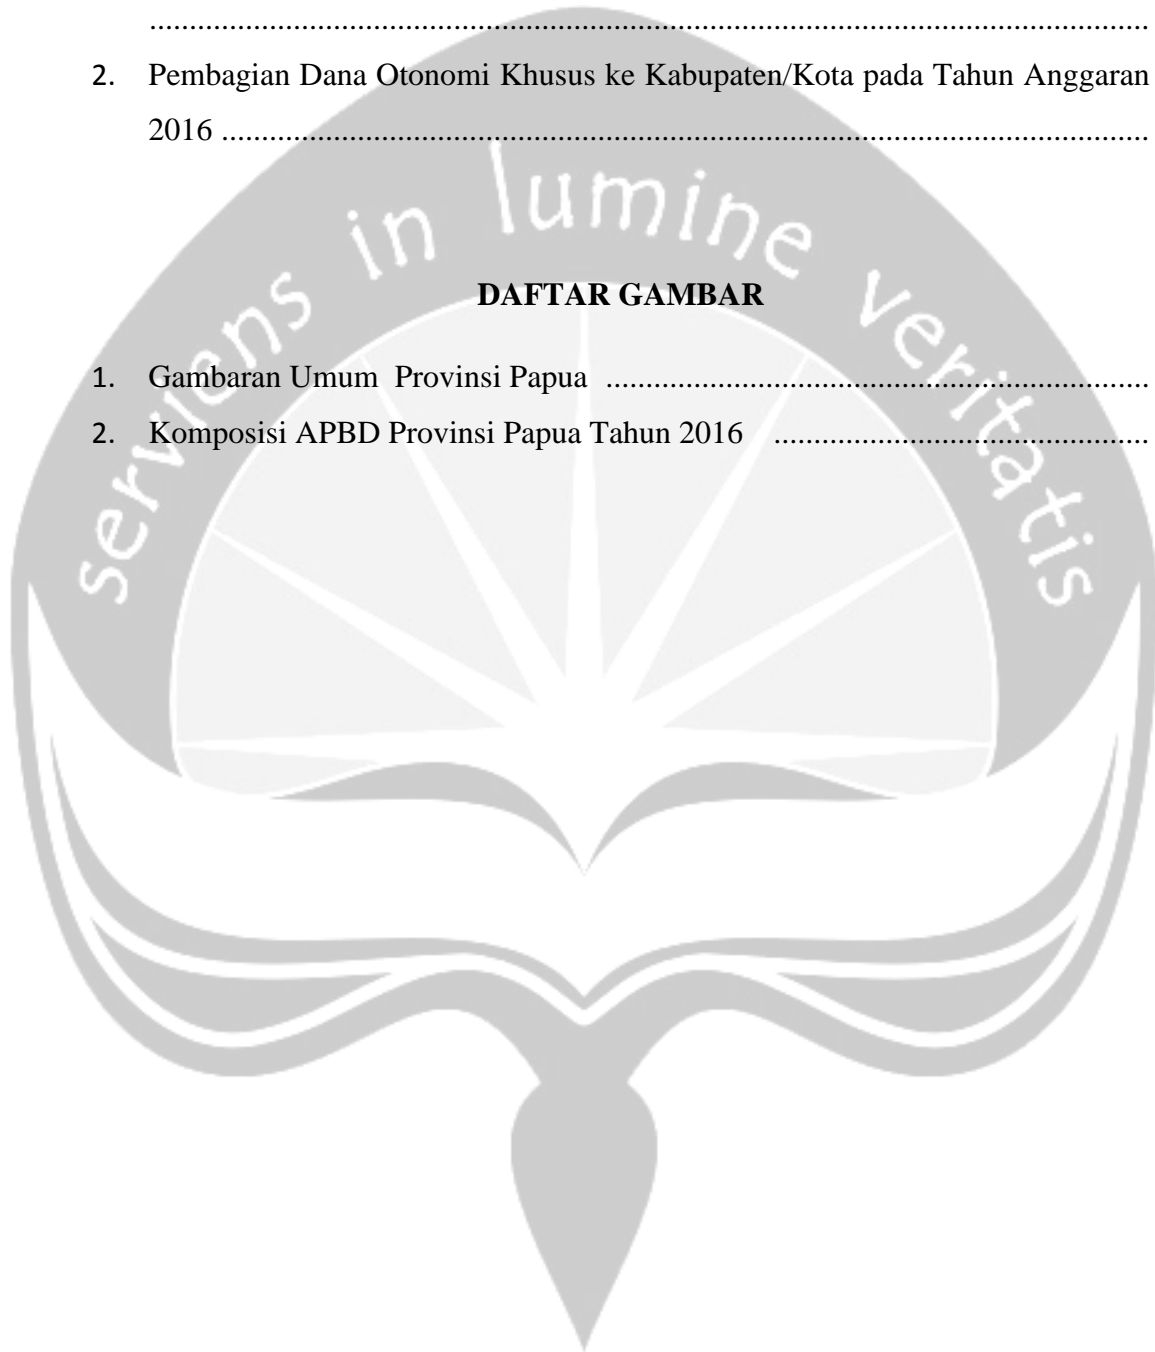 ................................................................................................................................
2. Pembagian Dana Otonomi Khusus ke Kabupaten/Kota pada Tahun Anggaran
2016 ......................................................................................................................
serviens in lumine veritatis
DAFTAR GAMBAR
1. Gambaran Umum Provinsi Papua ....................................................................
2. Komposisi APBD Provinsi Papua Tahun 2016 ...............................................